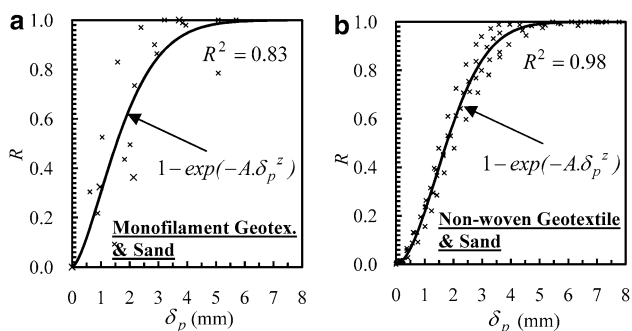 a
1.0
0.8
0.6
0.4
0.2
0.0
R
R² = 0.83
1−exp(−A.δₚᶻ)
Monofilament Geotex.
& Sand
0 1 2 3 4 5 6 7 8
δₚ (mm)
b
1.0
0.8
0.6
0.4
0.2
0.0
R
R² = 0.98
1−exp(−A.δₚᶻ)
Non-woven Geotextile
& Sand
0 1 2 3 4 5 6 7 8
δₚ (mm)